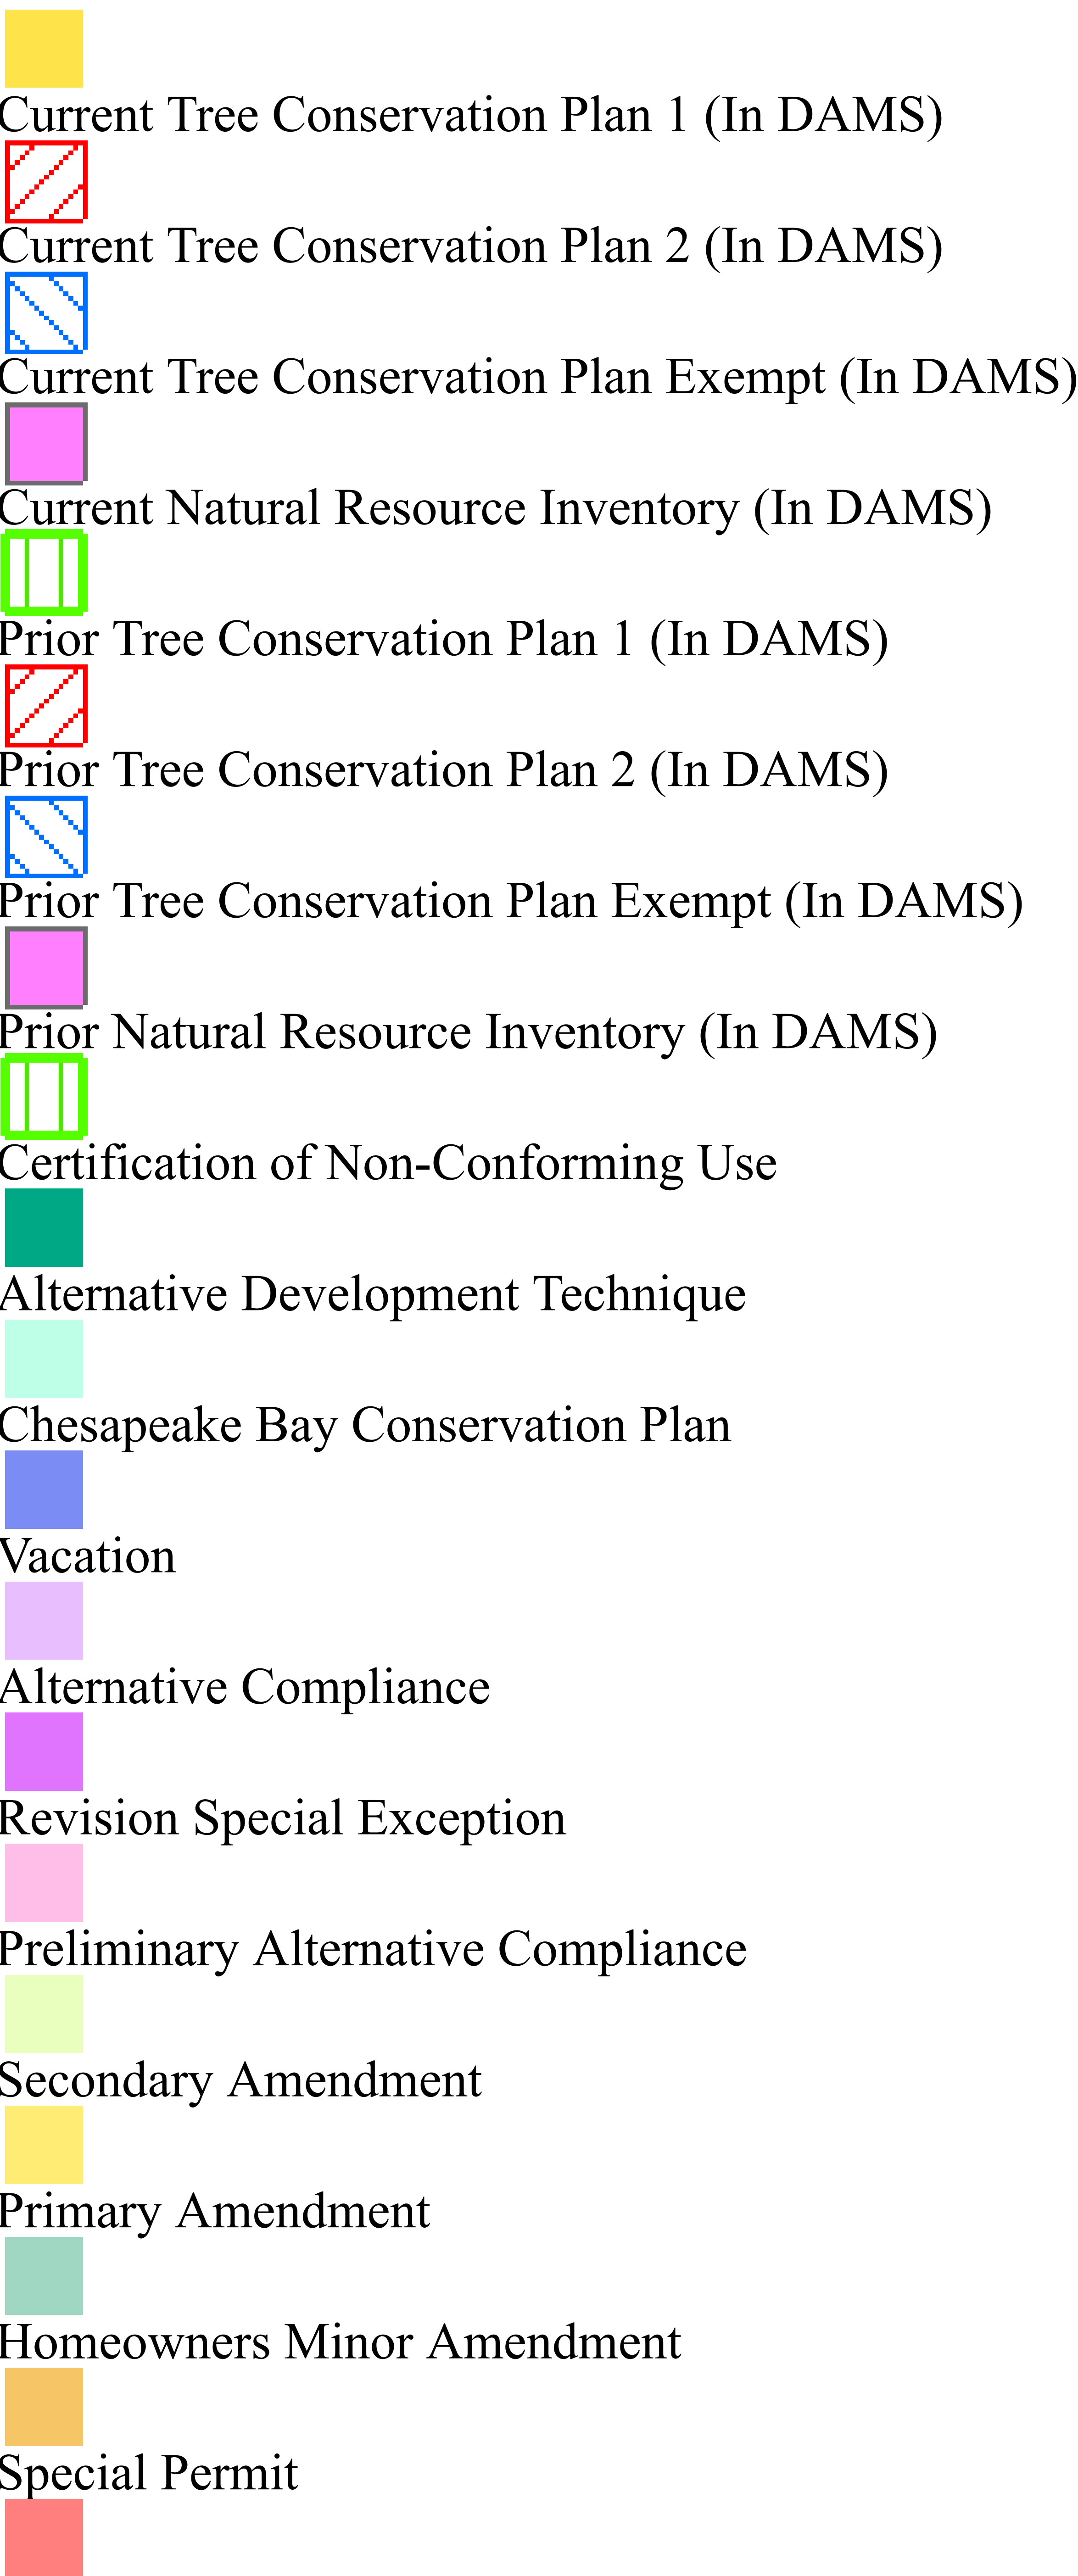 Current Tree Conservation Plan 1 (In DAMS)
Current Tree Conservation Plan 2 (In DAMS)
Current Tree Conservation Plan Exempt (In DAMS)
Current Natural Resource Inventory (In DAMS)
Prior Tree Conservation Plan 1 (In DAMS)
Prior Tree Conservation Plan 2 (In DAMS)
Prior Tree Conservation Plan Exempt (In DAMS)
Prior Natural Resource Inventory (In DAMS)
Certification of Non-Conforming Use
Alternative Development Technique
Chesapeake Bay Conservation Plan
Vacation
Alternative Compliance
Revision Special Exception
Preliminary Alternative Compliance
Secondary Amendment
Primary Amendment
Homeowners Minor Amendment
Special Permit